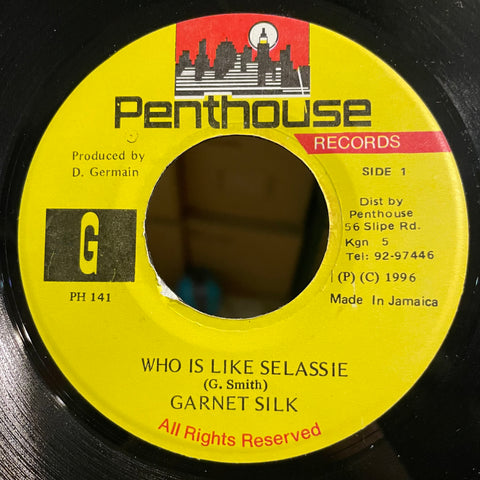 Penthouse
RECORDS
Produced by
D. Germain
SIDE 1
Dist by
Penthouse
56 Slipe Rd.
Kgn 5
Tel: 92-97446
G
(P) (C) 1996
PH 141
Made In Jamaica
WHO IS LIKE SELASSIE
(G. Smith)
GARNET SILK
All Rights Reserved